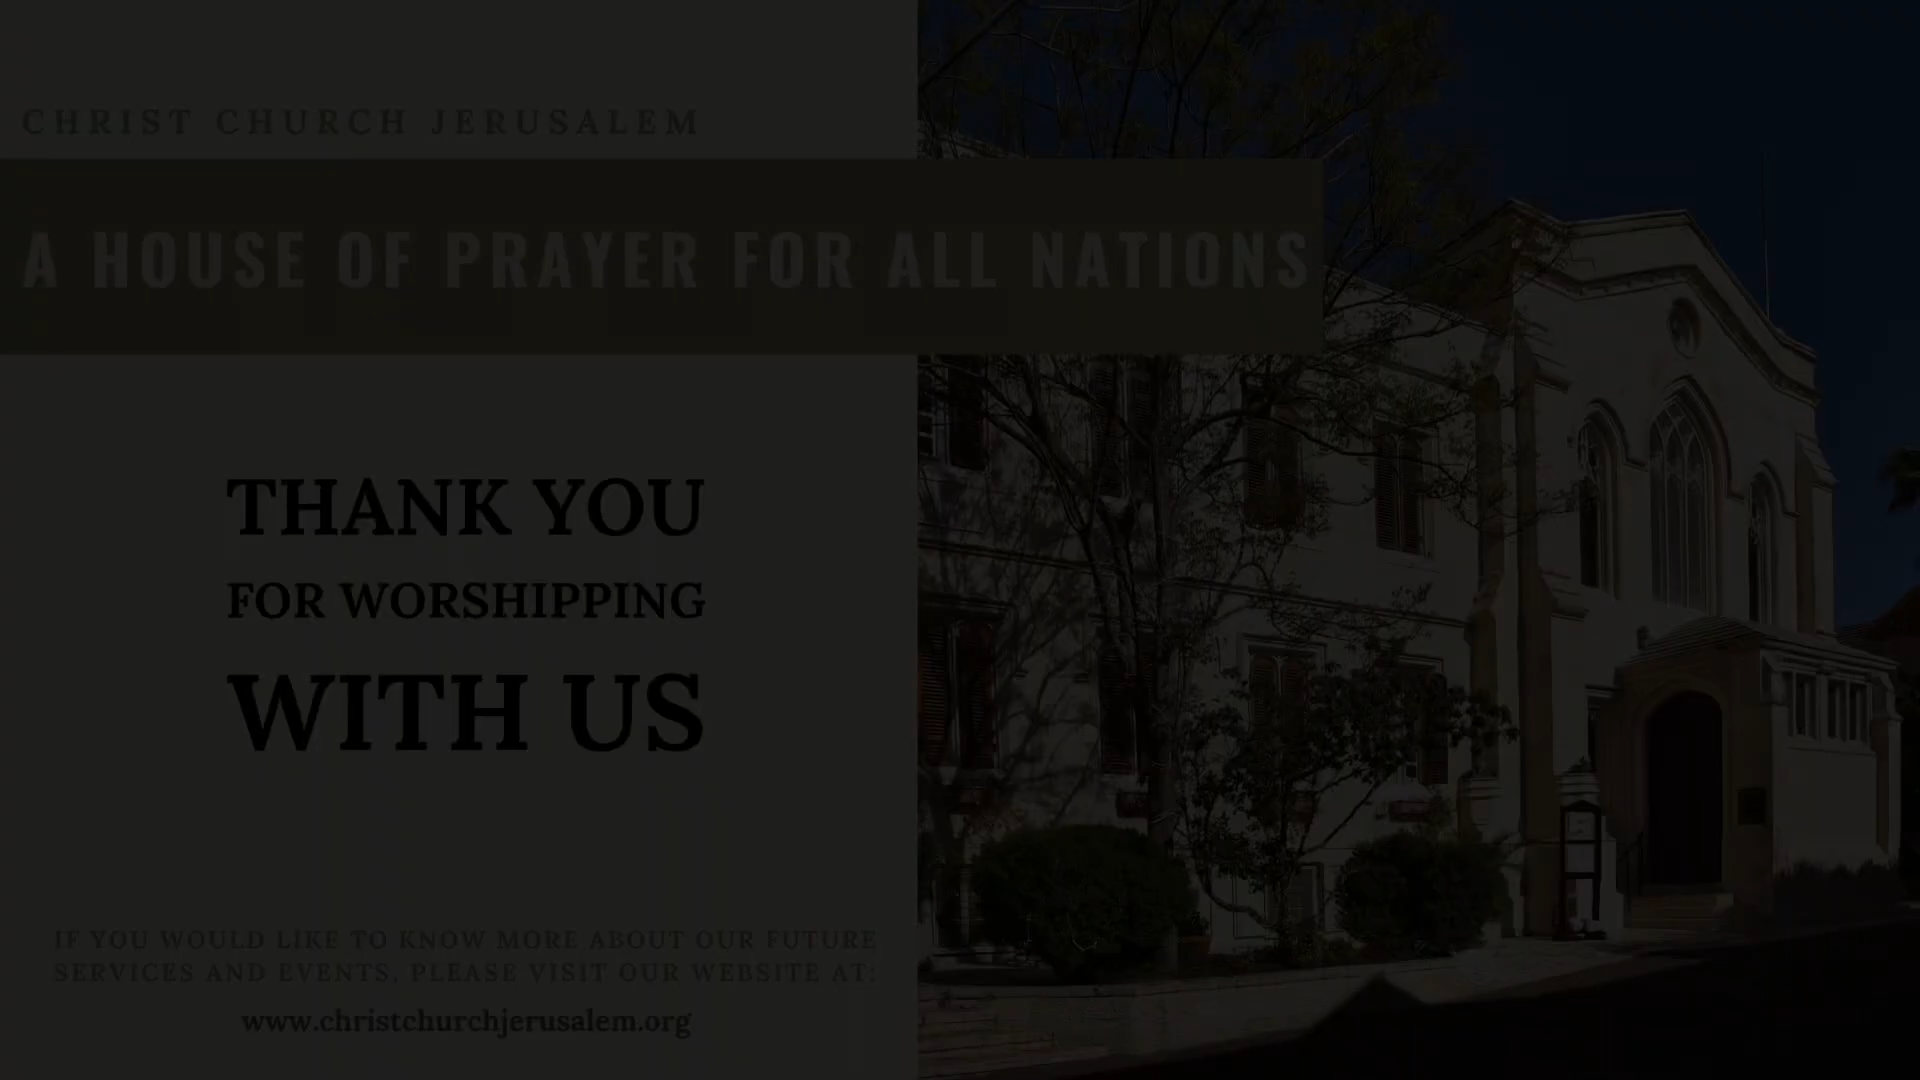 CHRIST CHURCH JERUSALEM
A HOUSE OF PRAYER FOR ALL NATIONS
THANK YOU
FOR WORSHIPPING
WITH US
IF YOU WOULD LIKE TO KNOW MORE ABOUT OUR FUTURE
SERVICES AND EVENTS, PLEASE VISIT OUR WEBSITE AT:
www.christchurchjerusalem.org